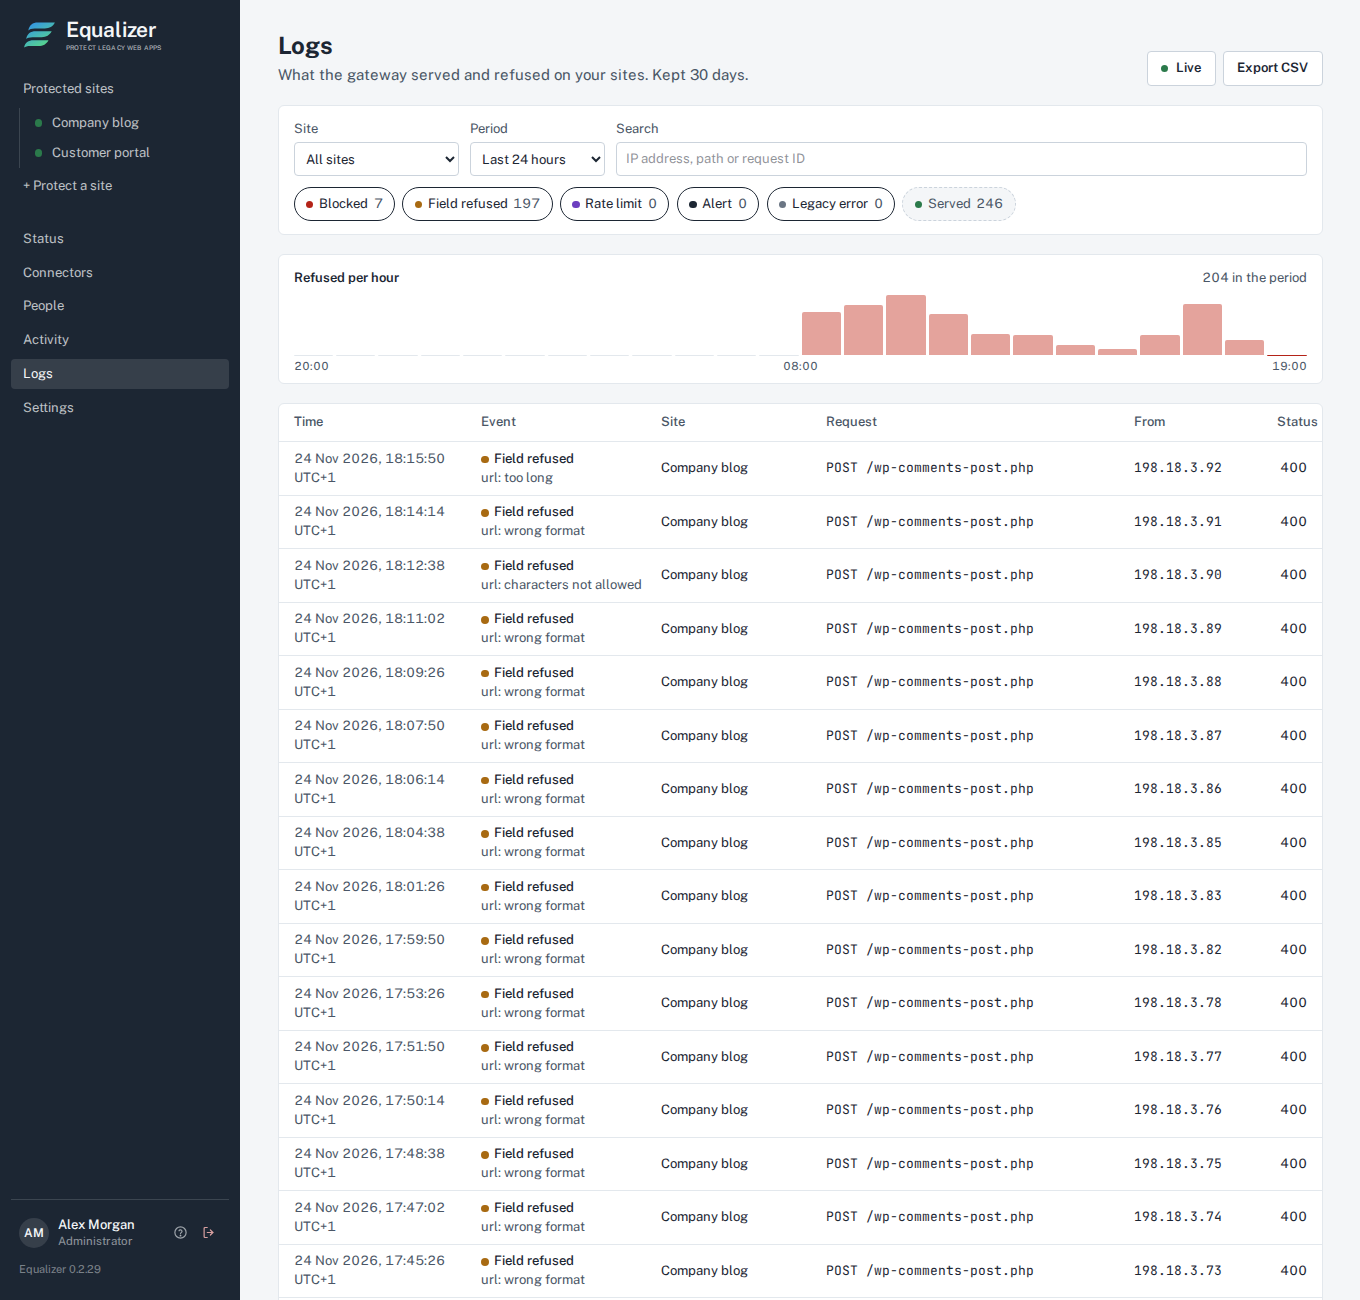 Equalizer
PROTECT LEGACY WEB APPS
Protected sites
Company blog
Customer portal
+ Protect a site
Status
Connectors
People
Activity
Logs
Settings
AM
Alex Morgan
Administrator
Equalizer 0.2.29
Logs
What the gateway served and refused on your sites. Kept 30 days.
Live
Export CSV
Site
Period
Search
All sites
Last 24 hours
IP address, path or request ID
Blocked 7
Field refused 197
Rate limit 0
Alert 0
Legacy error 0
Served 246
Refused per hour
204 in the period
20:00
08:00
19:00
Time Event Site Request From Status
24 Nov 2026, 18:15:50 UTC+1 Field refused url: too long Company blog POST /wp-comments-post.php 198.18.3.92 400
24 Nov 2026, 18:14:14 UTC+1 Field refused url: wrong format Company blog POST /wp-comments-post.php 198.18.3.91 400
24 Nov 2026, 18:12:38 UTC+1 Field refused url: characters not allowed Company blog POST /wp-comments-post.php 198.18.3.90 400
24 Nov 2026, 18:11:02 UTC+1 Field refused url: wrong format Company blog POST /wp-comments-post.php 198.18.3.89 400
24 Nov 2026, 18:09:26 UTC+1 Field refused url: wrong format Company blog POST /wp-comments-post.php 198.18.3.88 400
24 Nov 2026, 18:07:50 UTC+1 Field refused url: wrong format Company blog POST /wp-comments-post.php 198.18.3.87 400
24 Nov 2026, 18:06:14 UTC+1 Field refused url: wrong format Company blog POST /wp-comments-post.php 198.18.3.86 400
24 Nov 2026, 18:04:38 UTC+1 Field refused url: wrong format Company blog POST /wp-comments-post.php 198.18.3.85 400
24 Nov 2026, 18:01:26 UTC+1 Field refused url: wrong format Company blog POST /wp-comments-post.php 198.18.3.83 400
24 Nov 2026, 17:59:50 UTC+1 Field refused url: wrong format Company blog POST /wp-comments-post.php 198.18.3.82 400
24 Nov 2026, 17:53:26 UTC+1 Field refused url: wrong format Company blog POST /wp-comments-post.php 198.18.3.78 400
24 Nov 2026, 17:51:50 UTC+1 Field refused url: wrong format Company blog POST /wp-comments-post.php 198.18.3.77 400
24 Nov 2026, 17:50:14 UTC+1 Field refused url: wrong format Company blog POST /wp-comments-post.php 198.18.3.76 400
24 Nov 2026, 17:48:38 UTC+1 Field refused url: wrong format Company blog POST /wp-comments-post.php 198.18.3.75 400
24 Nov 2026, 17:47:02 UTC+1 Field refused url: wrong format Company blog POST /wp-comments-post.php 198.18.3.74 400
24 Nov 2026, 17:45:26 UTC+1 Field refused url: wrong format Company blog POST /wp-comments-post.php 198.18.3.73 400